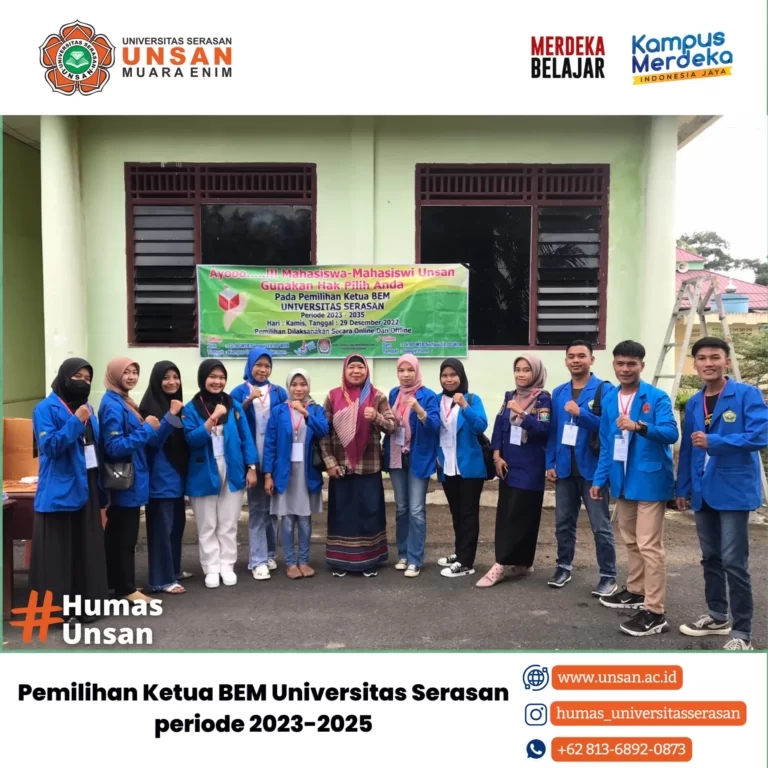 UNIVERSITAS SERASAN
UNSAN
MUARA ENIM
UNIVERSITAS SERASAN
UNSAN
MERDEKA
BELAJAR
Kampus
Merdeka
INDONESIA JAYA
Ayooo......!!! Mahasiswa-Mahasiswi Unsan
Gunakan Hak Pilih Anda
Pada Pemilihan Ketua BEM
UNIVERSITAS SERASAN
Periode 2023 - 2035
Hari : Kamis, Tanggal : 29 Desember 2022
Pemilihan Dilaksanakan Secara Online Dan Offline
#Humas
Unsan
Pemilihan Ketua BEM Universitas Serasan
periode 2023-2025
www.unsan.ac.id
humas_universitasserasan
+62 813-6892-0873